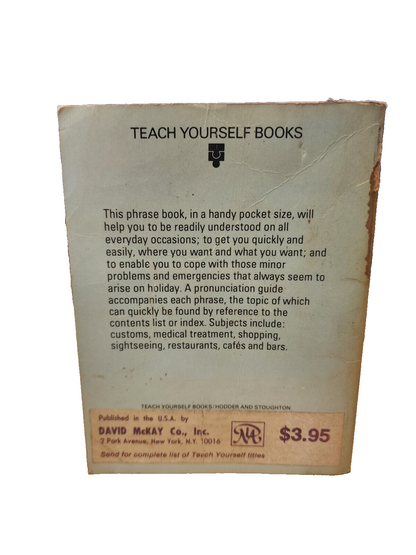 TEACH YOURSELF BOOKS
This phrase book, in a handy pocket size, will
help you to be readily understood on all
everyday occasions; to get you quickly and
easily, where you want and what you want; and
to enable you to cope with those minor
problems and emergencies that always seem to
arise on holiday. A pronunciation guide
accompanies each phrase, the topic of which
can quickly be found by reference to the
contents list or index. Subjects include:
customs, medical treatment, shopping,
sightseeing, restaurants, cafés and bars.
TEACH YOURSELF BOOKS/HODDER AND STOUGHTON
Published in the U.S.A. by
DAVID McKAY Co., Inc.
2 Park Avenue, New York, N.Y. 10016
$3.95
Send for complete list of Teach Yourself titles